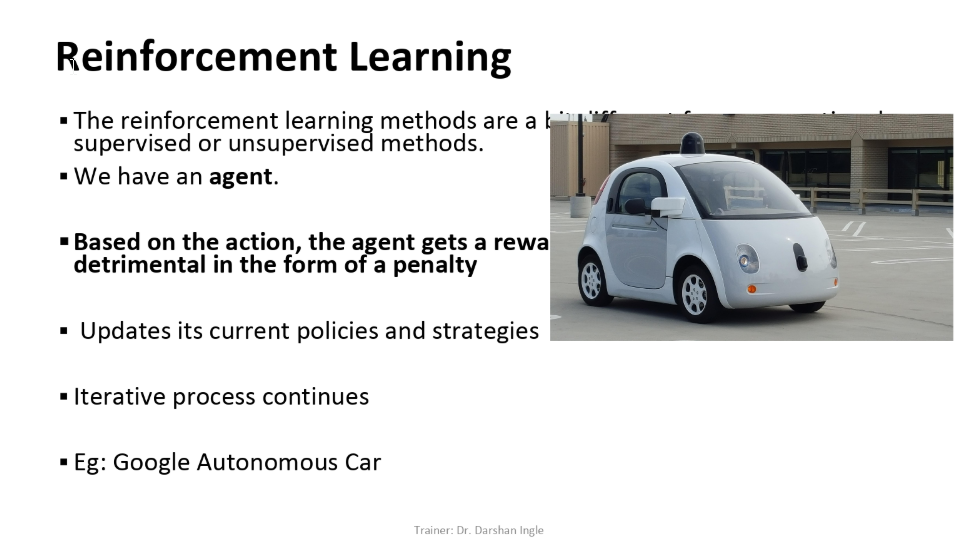 Reinforcement Learning
▪ The reinforcement learning methods are a
supervised or unsupervised methods.
▪ We have an agent.
▪ Based on the action, the agent gets a rewa
detrimental in the form of a penalty
▪ Updates its current policies and strategies
▪ Iterative process continues
▪ Eg: Google Autonomous Car
Trainer: Dr. Darshan Ingle